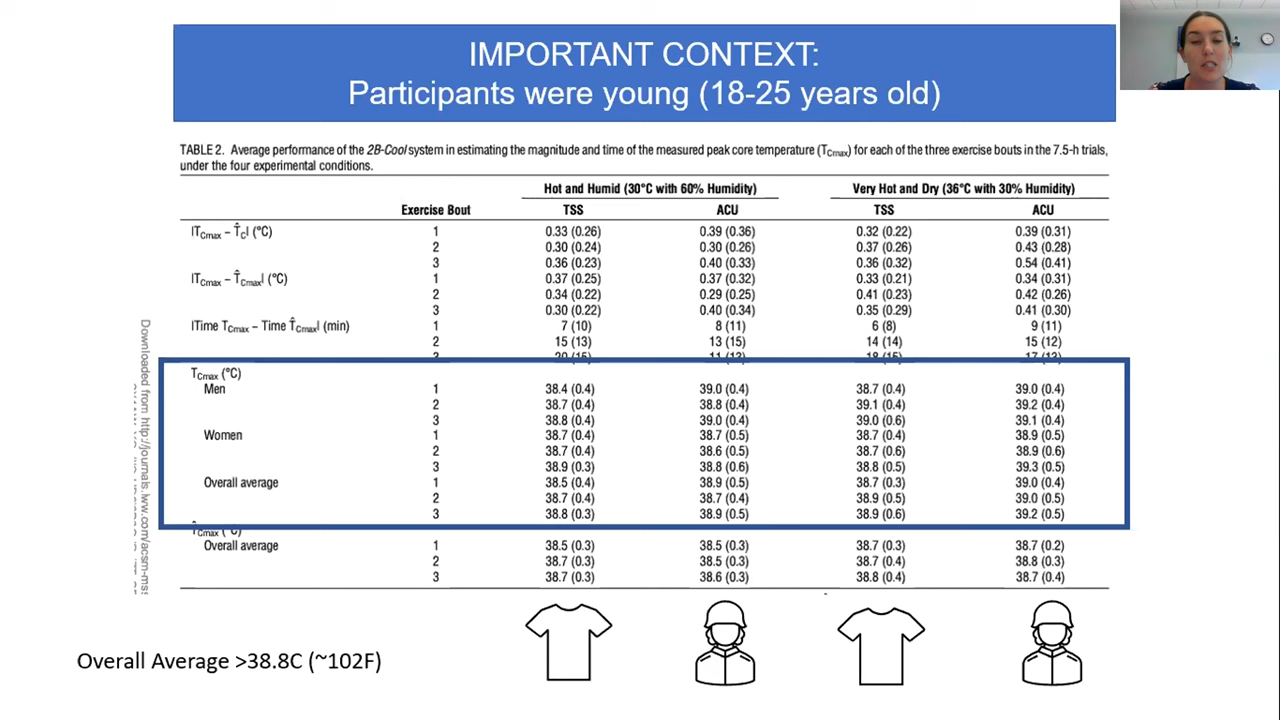 IMPORTANT CONTEXT:
Participants were young (18-25 years old)
TABLE 2. Average performance of the 2B-Cool system in estimating the magnitude and time of the measured peak core temperature (TCmax) for each of the three exercise bouts in the 7.5-h trials,
under the four experimental conditions.
Hot and Humid (30°C with 60% Humidity) Very Hot and Dry (36°C with 30% Humidity)
Exercise Bout TSS ACU TSS ACU
|TCmax – T̂C| (°C) 1 0.33 (0.26) 0.39 (0.36) 0.32 (0.22) 0.39 (0.31)
2 0.30 (0.24) 0.30 (0.26) 0.37 (0.26) 0.43 (0.28)
3 0.36 (0.23) 0.40 (0.33) 0.36 (0.32) 0.54 (0.41)
|TCmax – T̂Cmax| (°C) 1 0.37 (0.25) 0.37 (0.32) 0.33 (0.21) 0.34 (0.31)
2 0.34 (0.22) 0.29 (0.25) 0.41 (0.23) 0.42 (0.26)
3 0.30 (0.22) 0.40 (0.34) 0.35 (0.29) 0.41 (0.30)
|Time TCmax – Time T̂Cmax| (min) 1 7 (10) 8 (11) 6 (8) 9 (11)
2 15 (13) 13 (15) 14 (14) 15 (12)
3 20 (15) 11 (13) 18 (15) 17 (13)
TCmax (°C)
Men 1 38.4 (0.4) 39.0 (0.4) 38.7 (0.4) 39.0 (0.4)
2 38.7 (0.4) 38.8 (0.4) 39.1 (0.4) 39.2 (0.4)
3 38.8 (0.4) 39.0 (0.4) 39.0 (0.6) 39.1 (0.4)
Women 1 38.7 (0.4) 38.7 (0.5) 38.7 (0.4) 38.9 (0.5)
2 38.7 (0.4) 38.6 (0.5) 38.7 (0.6) 38.9 (0.6)
3 38.9 (0.3) 38.8 (0.6) 38.8 (0.5) 39.3 (0.5)
Overall average 1 38.5 (0.4) 38.9 (0.5) 38.7 (0.3) 39.0 (0.4)
2 38.7 (0.4) 38.7 (0.4) 38.9 (0.5) 39.0 (0.5)
3 38.8 (0.3) 38.9 (0.5) 38.9 (0.6) 39.2 (0.5)
T̂Cmax (°C)
Overall average 1 38.5 (0.3) 38.5 (0.3) 38.7 (0.3) 38.7 (0.2)
2 38.7 (0.3) 38.5 (0.3) 38.7 (0.4) 38.8 (0.3)
3 38.7 (0.3) 38.6 (0.3) 38.8 (0.4) 38.7 (0.4)
Downloaded from http://journals.lww.com/acsm-mss
Overall Average >38.8C (~102F)